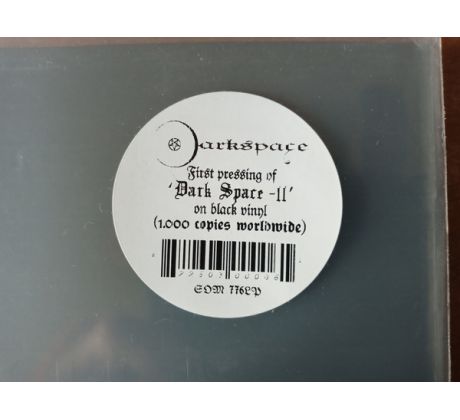 Darkspace
First pressing of
'Dark Space -II'
on black vinyl
(1.000 copies worldwide)
SOM 776LP